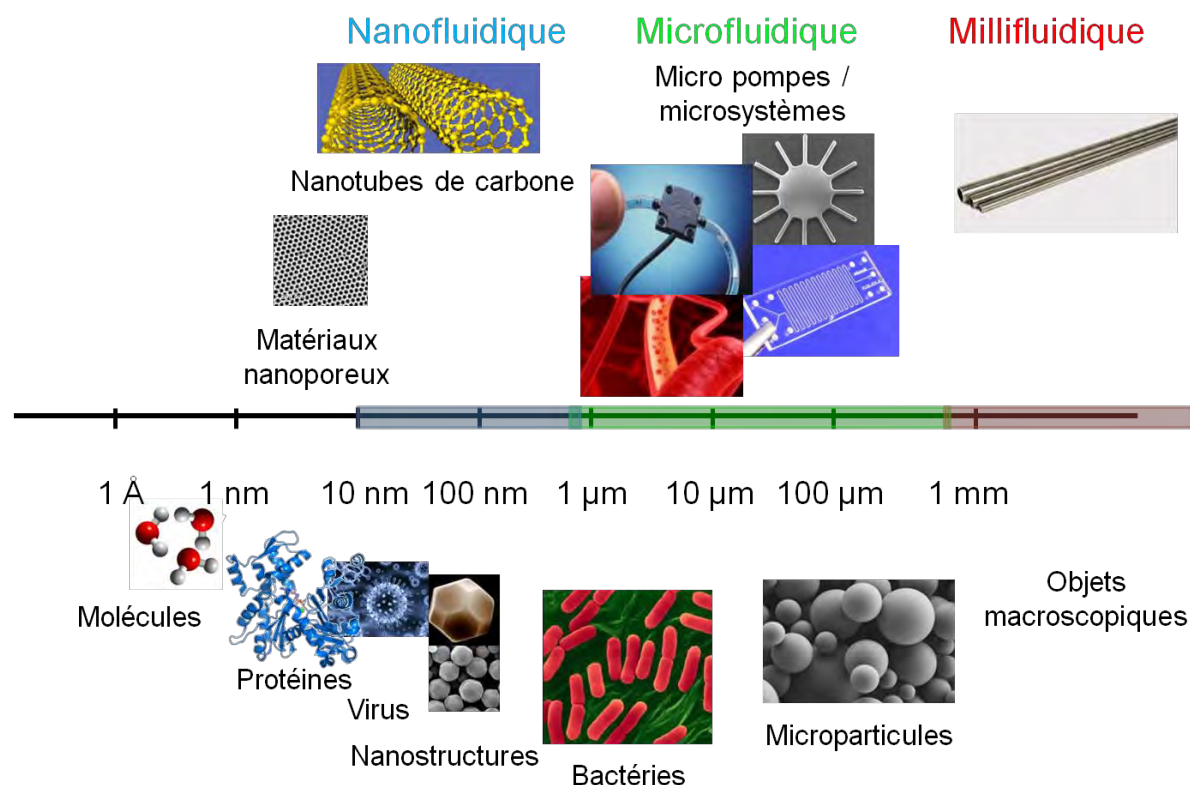 Nanofluidique
Microfluidique
Millifluidique
Micro pompes /
microsystèmes
Nanotubes de carbone
Matériaux
nanoporeux
1 Å
1 nm
10 nm
100 nm
1 µm
10 µm
100 µm
1 mm
Molécules
Protéines
Virus
Nanostructures
Bactéries
Microparticules
Objets
macroscopiques